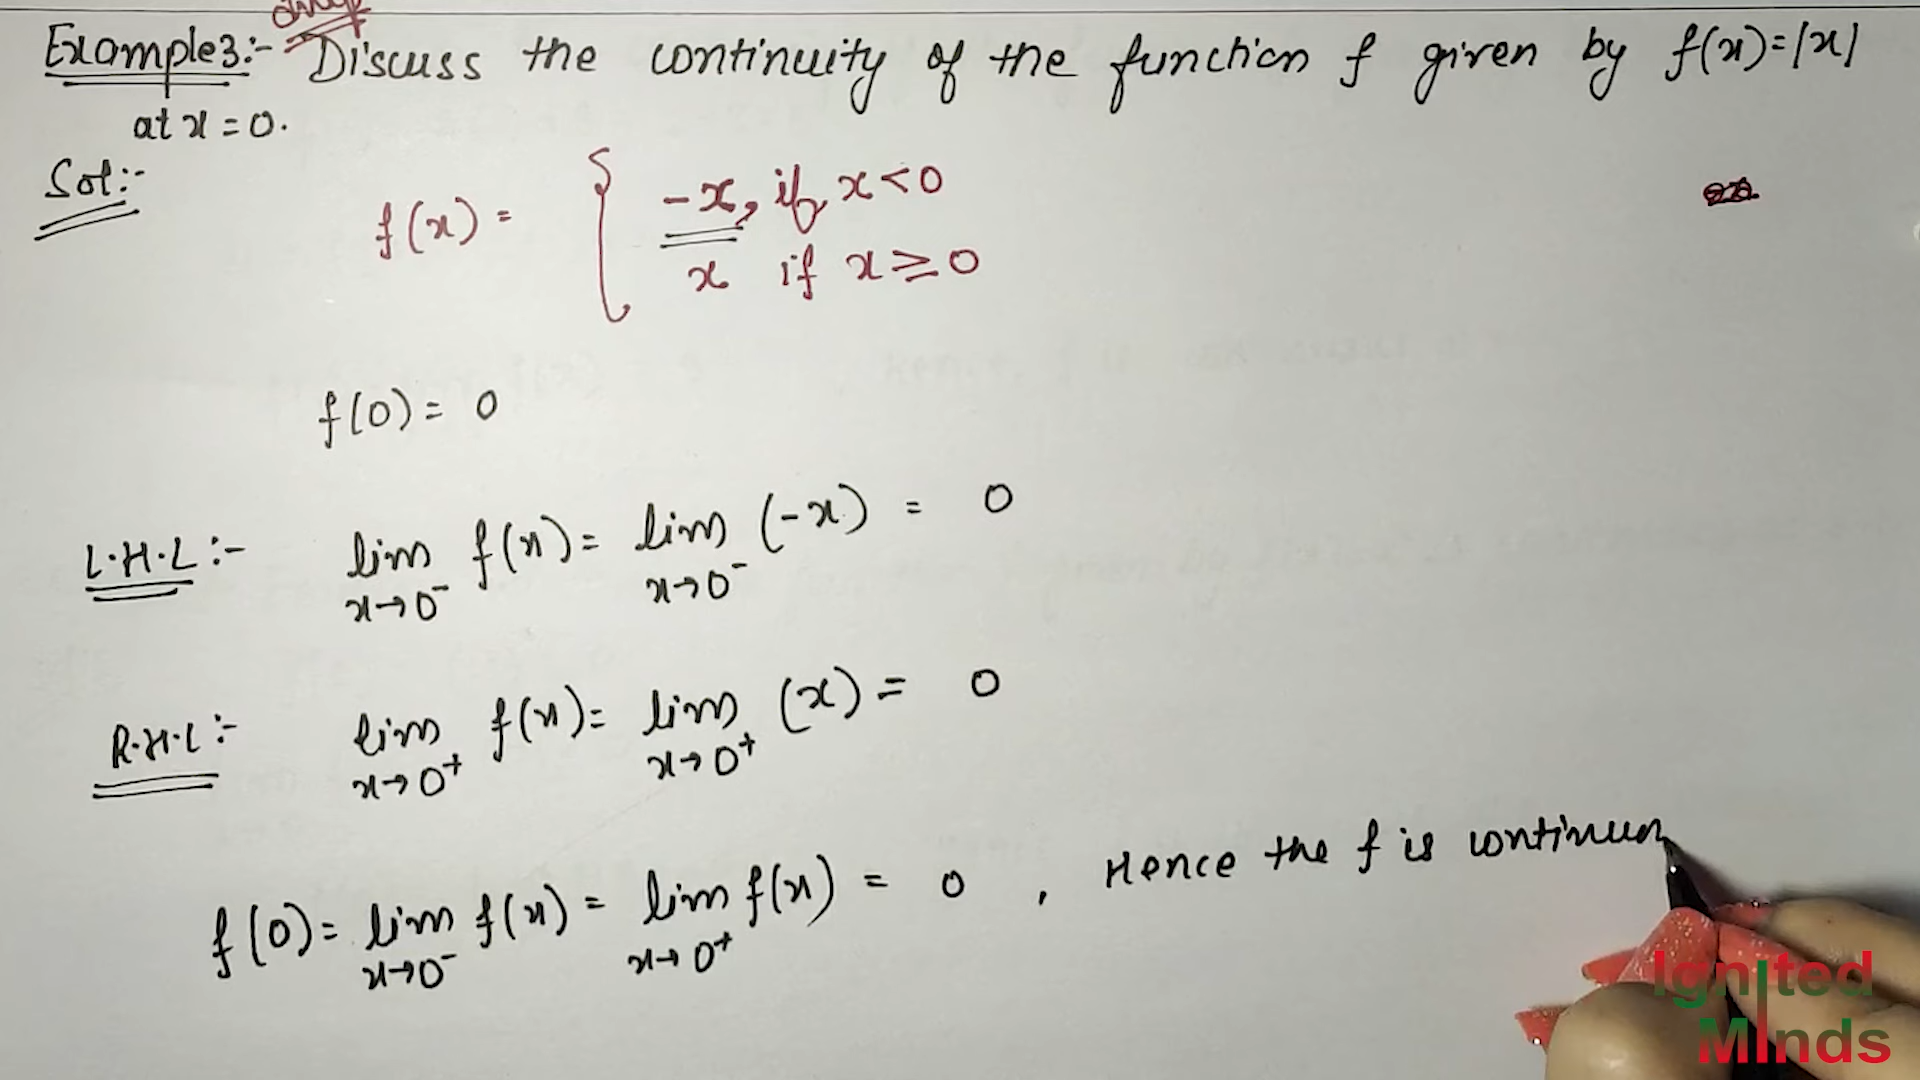 Example3:- Discuss the continuity of the function f given by f(x)=|x|
at x=0.
Sol:-
f(x) = { -x, if x<0
x if x≥0
f(0) = 0
L.H.L:- lim x→0⁻ f(x) = lim x→0⁻ (-x) = 0
R.H.L:- lim x→0⁺ f(x) = lim x→0⁺ (x) = 0
f(0) = lim x→0⁻ f(x) = lim x→0⁺ f(x) = 0 , Hence the f is continuou
Ignited
Minds